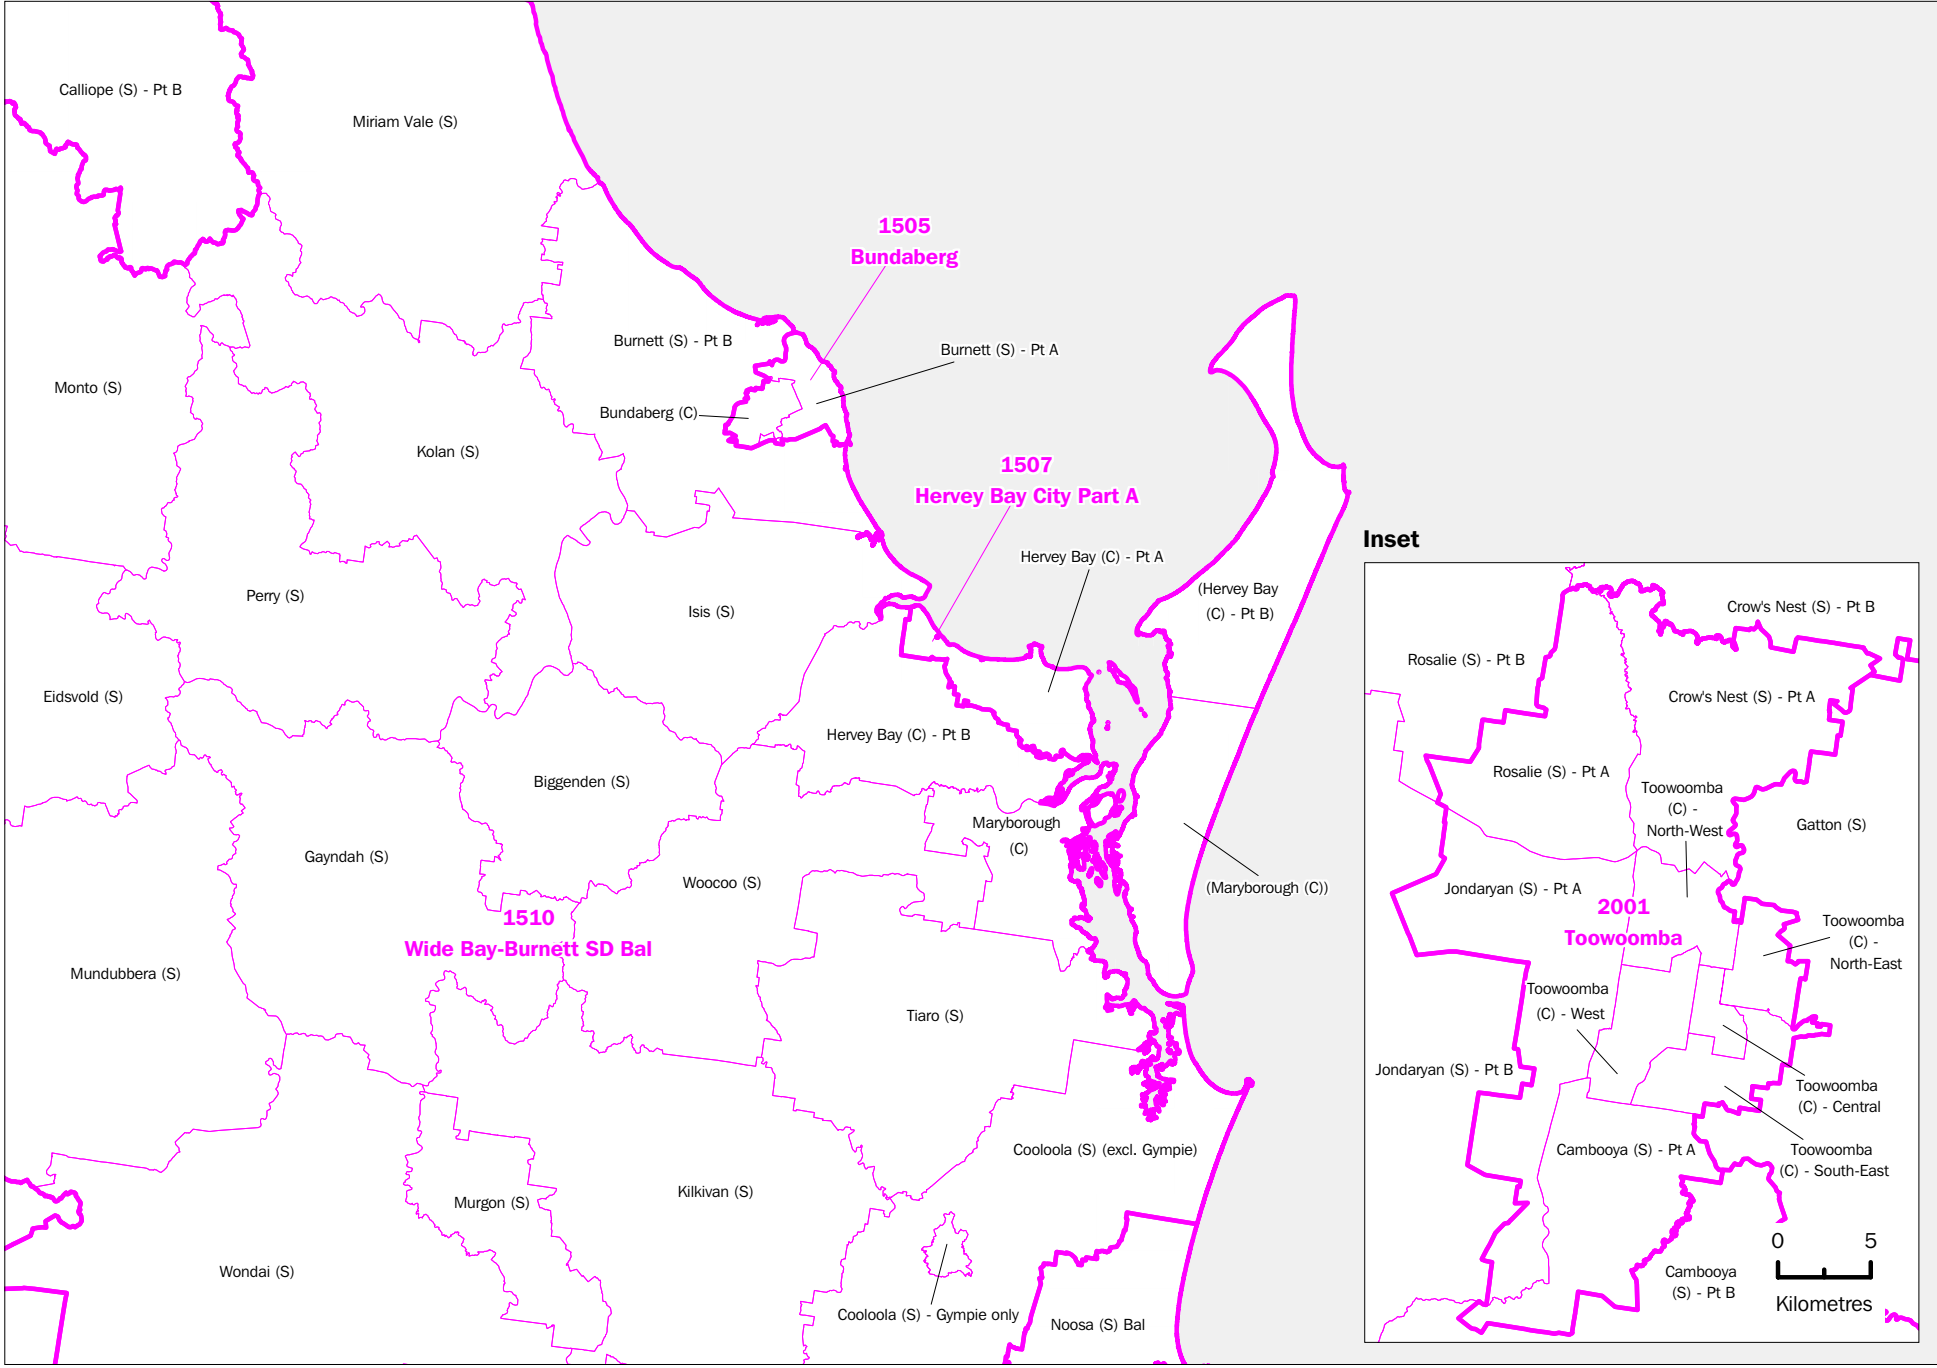 Calliope (S) - Pt B
Miriam Vale (S)
1505
Bundaberg
Burnett (S) - Pt B
Burnett (S) - Pt A
Monto (S)
Bundaberg (C)
Kolan (S)
1507
Hervey Bay City Part A
Inset
Hervey Bay (C) - Pt A
(Hervey Bay
(C) - Pt B)
Perry (S)
Isis (S)
Eidsvold (S)
Hervey Bay (C) - Pt B
Biggenden (S)
Maryborough
(C)
Gayndah (S)
Woocoo (S)
(Maryborough (C))
1510
Wide Bay-Burnett SD Bal
Mundubbera (S)
Tiaro (S)
Cooloola (S) (excl. Gympie)
Murgon (S)
Kilkivan (S)
Wondai (S)
Cooloola (S) - Gympie only
Noosa (S) Bal
Crow's Nest (S) - Pt B
Rosalie (S) - Pt B
Crow's Nest (S) - Pt A
Rosalie (S) - Pt A
Toowoomba
(C) -
North-West
Gatton (S)
Jondaryan (S) - Pt A
2001
Toowoomba
Toowoomba
(C) -
North-East
Toowoomba
(C) - West
Jondaryan (S) - Pt B
Toowoomba
(C) - Central
Cambooya (S) - Pt A
Toowoomba
(C) - South-East
Cambooya
(S) - Pt B
0 5
Kilometres